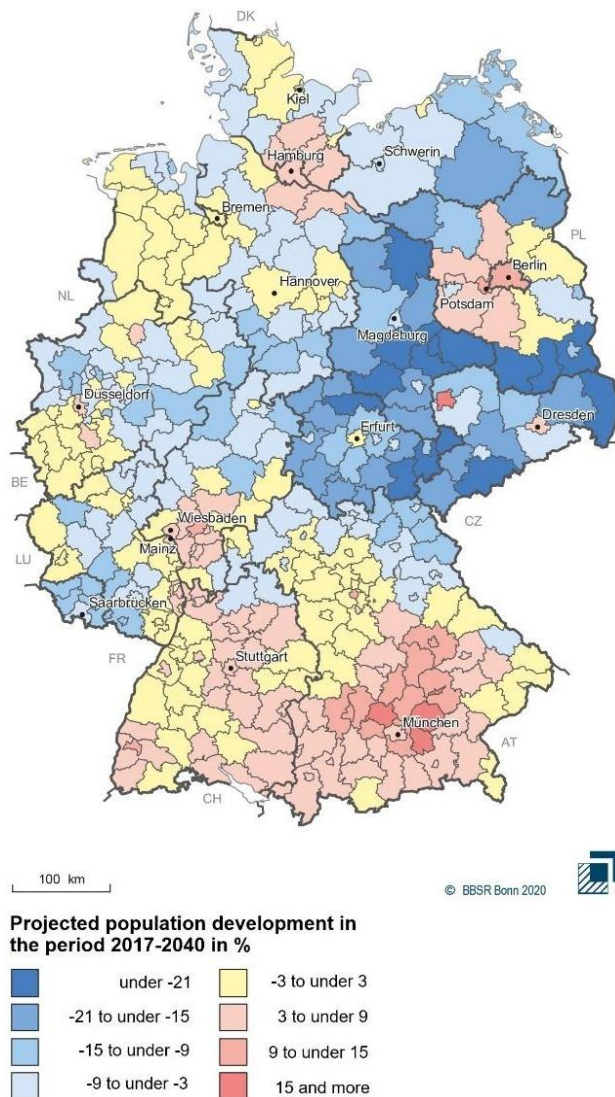 DK
Kiel
Hamburg
Schwerin
Bremen
PL
Berlin
Hännover
NL
Potsdam
Magdeburg
Düsseldorf
Erfurt
Dresden
BE
Wiesbaden
CZ
LU
Mainz
Saarbrücken
FR
Stuttgart
München
AT
CH
100 km
© BBSR Bonn 2020
Projected population development in
the period 2017-2040 in %
under -21
-3 to under 3
-21 to under -15
3 to under 9
-15 to under -9
9 to under 15
-9 to under -3
15 and more